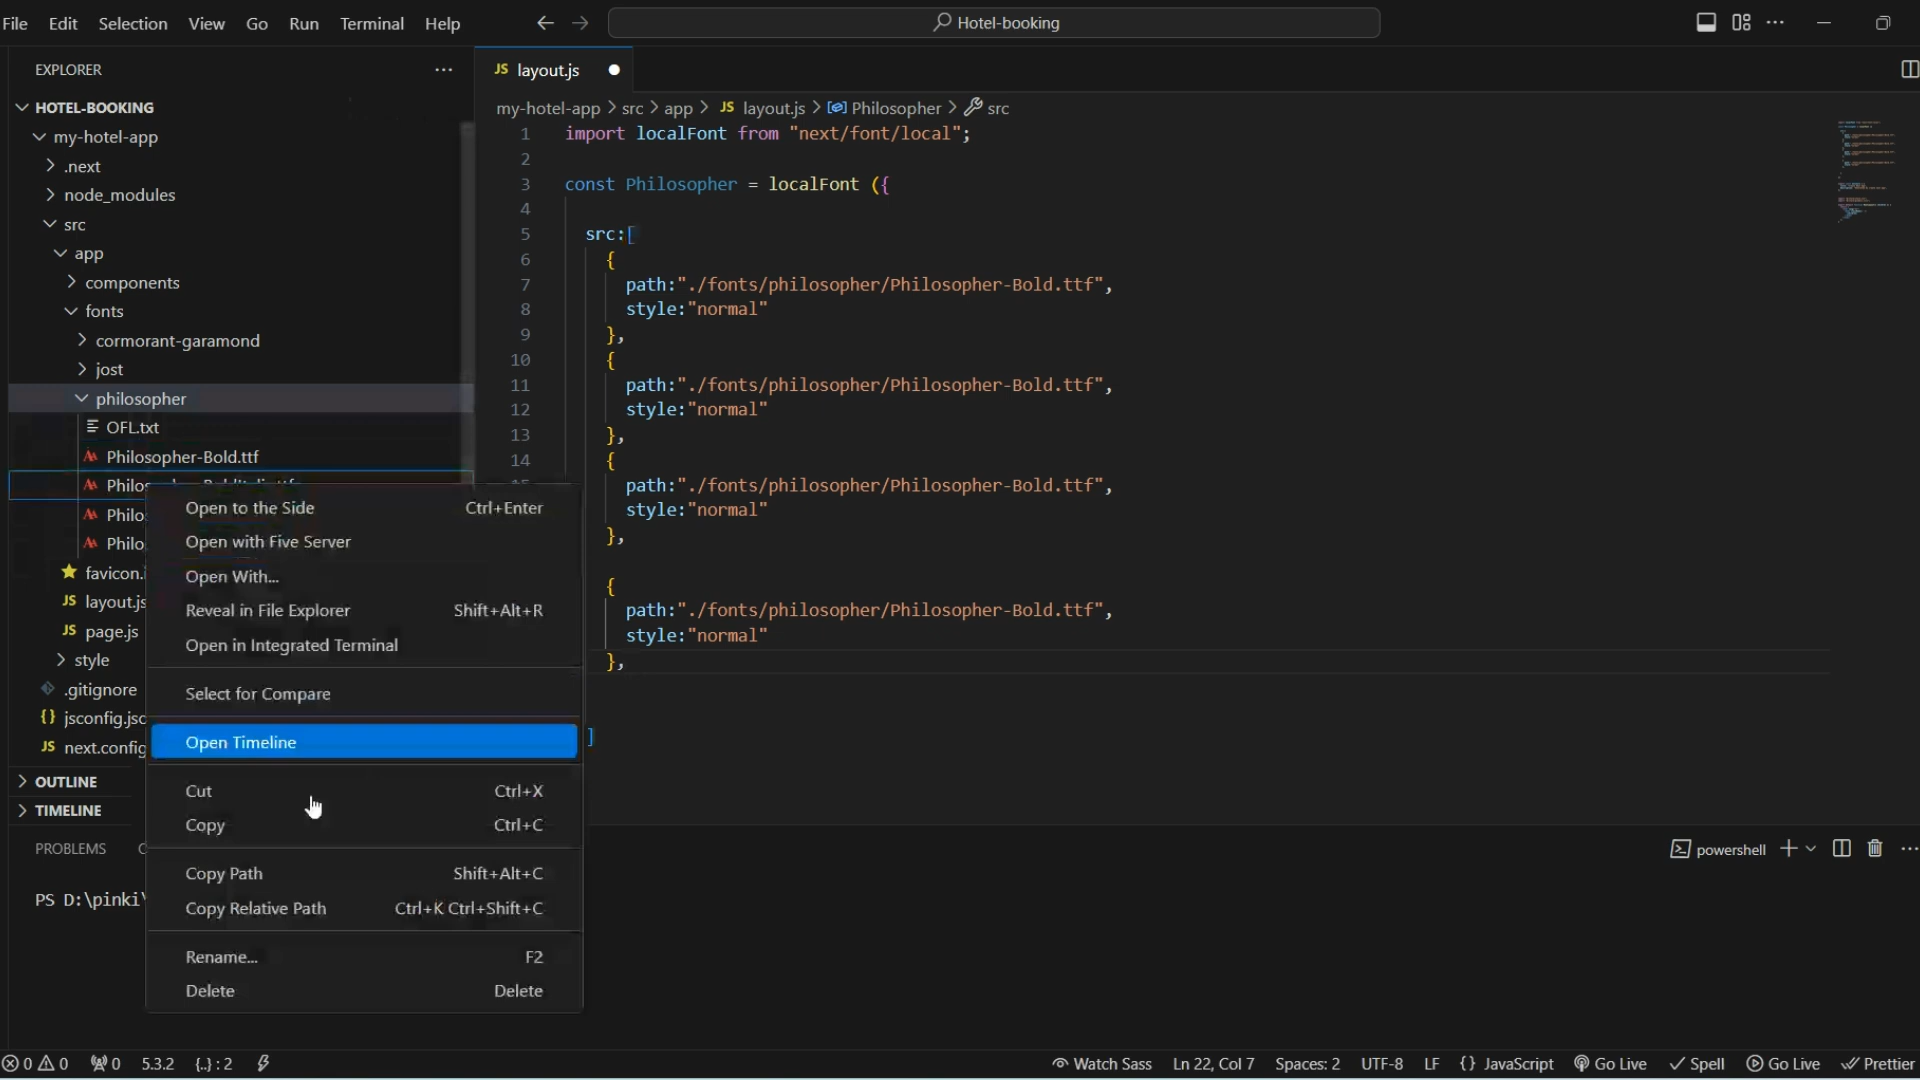 File Edit Selection View Go Run Terminal Help
Hotel-booking
EXPLORER
HOTEL-BOOKING
my-hotel-app
.next
node_modules
src
app
components
fonts
cormorant-garamond
jost
philosopher
OFL.txt
Philosopher-Bold.ttf
Philo
Philo
favicon.i
layout.js
page.js
style
.gitignore
jsconfig.jsc
next.config
OUTLINE
TIMELINE
Open to the Side Ctrl+Enter
Open with Five Server
Open With...
Reveal in File Explorer Shift+Alt+R
Open in Integrated Terminal
Select for Compare
Open Timeline
Cut Ctrl+X
Copy Ctrl+C
Copy Path Shift+Alt+C
Copy Relative Path Ctrl+K Ctrl+Shift+C
Rename... F2
Delete Delete
JS layout.js
my-hotel-app > src > app > JS layout.js > Philosopher > src
1 import localFont from "next/font/local";
2
3 const Philosopher = localFont ({
4
5 src:[
6 {
7 path:"./fonts/philosopher/Philosopher-Bold.ttf",
8 style:"normal"
9 },
10 {
11 path:"./fonts/philosopher/Philosopher-Bold.ttf",
12 style:"normal"
13 },
14 {
path:"./fonts/philosopher/Philosopher-Bold.ttf",
style:"normal"
},
{
path:"./fonts/philosopher/Philosopher-Bold.ttf",
style:"normal"
},
]
PROBLEMS
powershell
PS D:\pinki\
0 0 0 5.3.2 {..} : 2
Watch Sass Ln 22, Col 7 Spaces: 2 UTF-8 LF {} JavaScript Go Live Spell Go Live Prettier